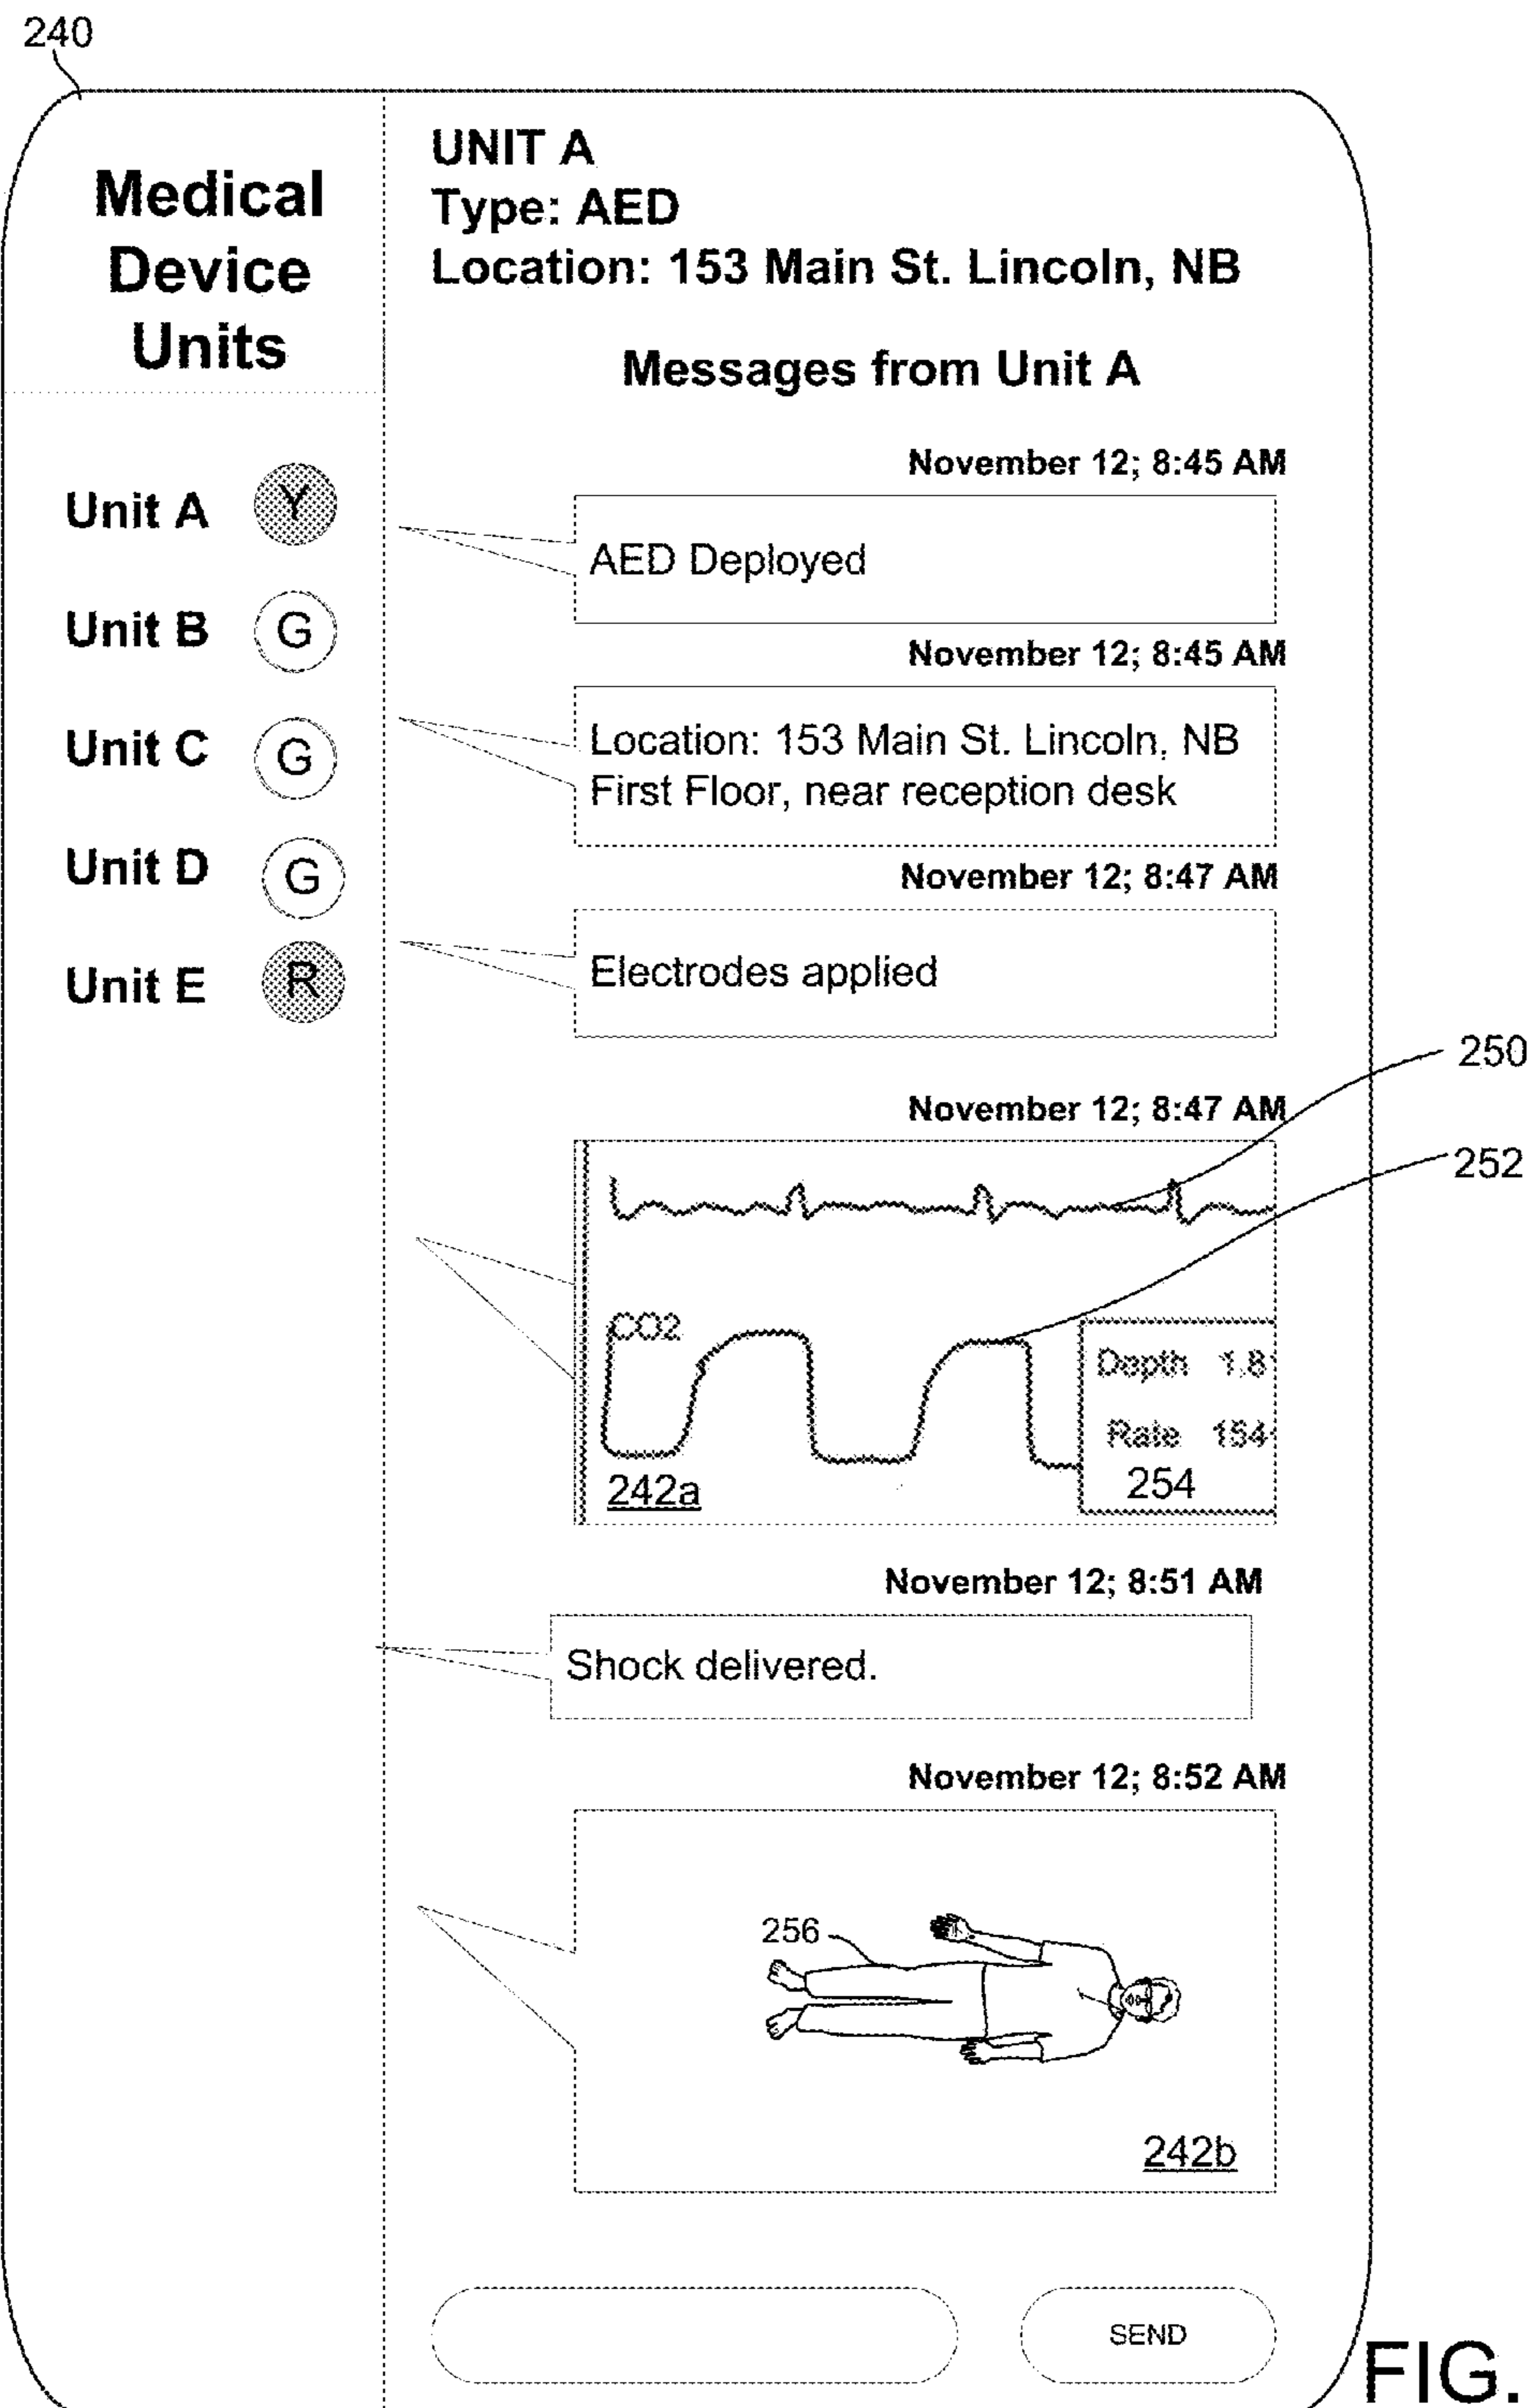 240
Medical
Device
Units
Unit A Y
Unit B G
Unit C G
Unit D G
Unit E R
UNIT A
Type: AED
Location: 153 Main St. Lincoln, NB
Messages from Unit A
November 12; 8:45 AM
AED Deployed
November 12; 8:45 AM
Location: 153 Main St. Lincoln, NB
First Floor, near reception desk
November 12; 8:47 AM
Electrodes applied
250
November 12; 8:47 AM
252
CO2
Depth 1.8
Rate 154
254
242a
November 12; 8:51 AM
Shock delivered.
November 12; 8:52 AM
256
242b
SEND
FIG.